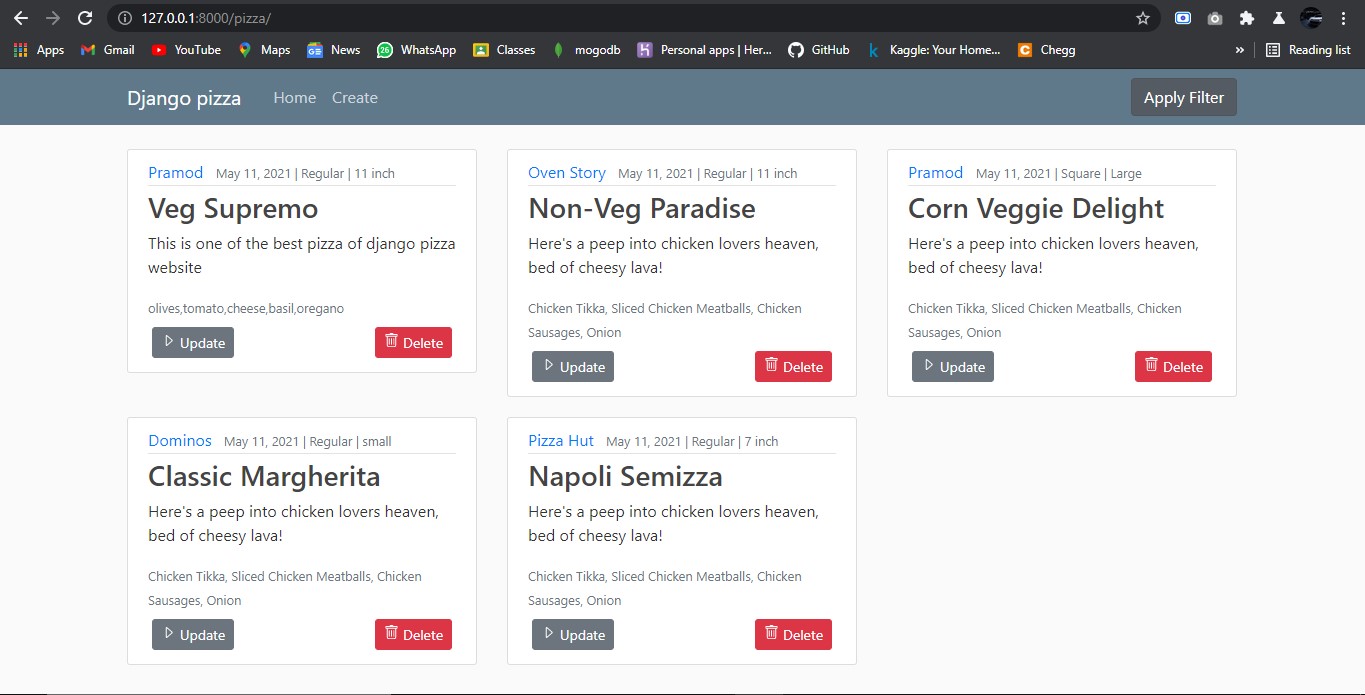 127.0.0.1:8000/pizza/
Apps Gmail YouTube Maps News 26 WhatsApp Classes mogodb Personal apps | Her... GitHub Kaggle: Your Home... Chegg » Reading list
Django pizza Home Create Apply Filter
Pramod May 11, 2021 | Regular | 11 inch
Veg Supremo
This is one of the best pizza of django pizza
website
olives,tomato,cheese,basil,oregano
Update Delete
Oven Story May 11, 2021 | Regular | 11 inch
Non-Veg Paradise
Here's a peep into chicken lovers heaven,
bed of cheesy lava!
Chicken Tikka, Sliced Chicken Meatballs, Chicken
Sausages, Onion
Update Delete
Pramod May 11, 2021 | Square | Large
Corn Veggie Delight
Here's a peep into chicken lovers heaven,
bed of cheesy lava!
Chicken Tikka, Sliced Chicken Meatballs, Chicken
Sausages, Onion
Update Delete
Dominos May 11, 2021 | Regular | small
Classic Margherita
Here's a peep into chicken lovers heaven,
bed of cheesy lava!
Chicken Tikka, Sliced Chicken Meatballs, Chicken
Sausages, Onion
Update Delete
Pizza Hut May 11, 2021 | Regular | 7 inch
Napoli Semizza
Here's a peep into chicken lovers heaven,
bed of cheesy lava!
Chicken Tikka, Sliced Chicken Meatballs, Chicken
Sausages, Onion
Update Delete